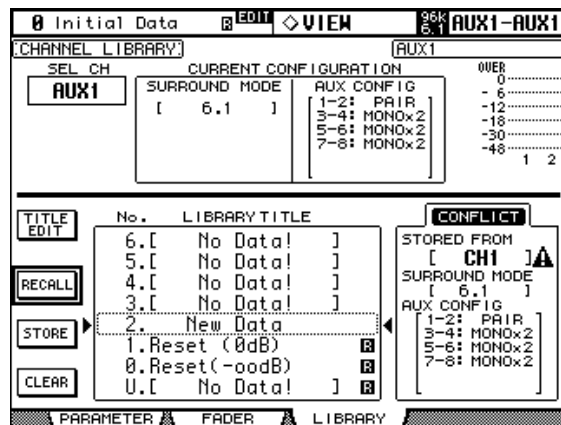 0 Initial Data R EDIT ◇VIEW 96k 6.1 AUX1-AUX1
CHANNEL LIBRARY AUX1
SEL CH
AUX1
CURRENT CONFIGURATION
SURROUND MODE
[ 6.1 ]
AUX CONFIG
1-2: PAIR
3-4: MONOx2
5-6: MONOx2
7-8: MONOx2
OVER
0
- 6
-12
-18
-30
-48
1 2
TITLE EDIT
RECALL
STORE
CLEAR
No. LIBRARY TITLE
6.[ No Data! ]
5.[ No Data! ]
4.[ No Data! ]
3.[ No Data! ]
2. New Data
1.Reset (0dB) R
0.Reset(-oodB) R
U.[ No Data! ] R
CONFLICT
STORED FROM
[ CH1 ]
SURROUND MODE
[ 6.1 ]
AUX CONFIG
1-2: PAIR
3-4: MONOx2
5-6: MONOx2
7-8: MONOx2
PARAMETER FADER LIBRARY